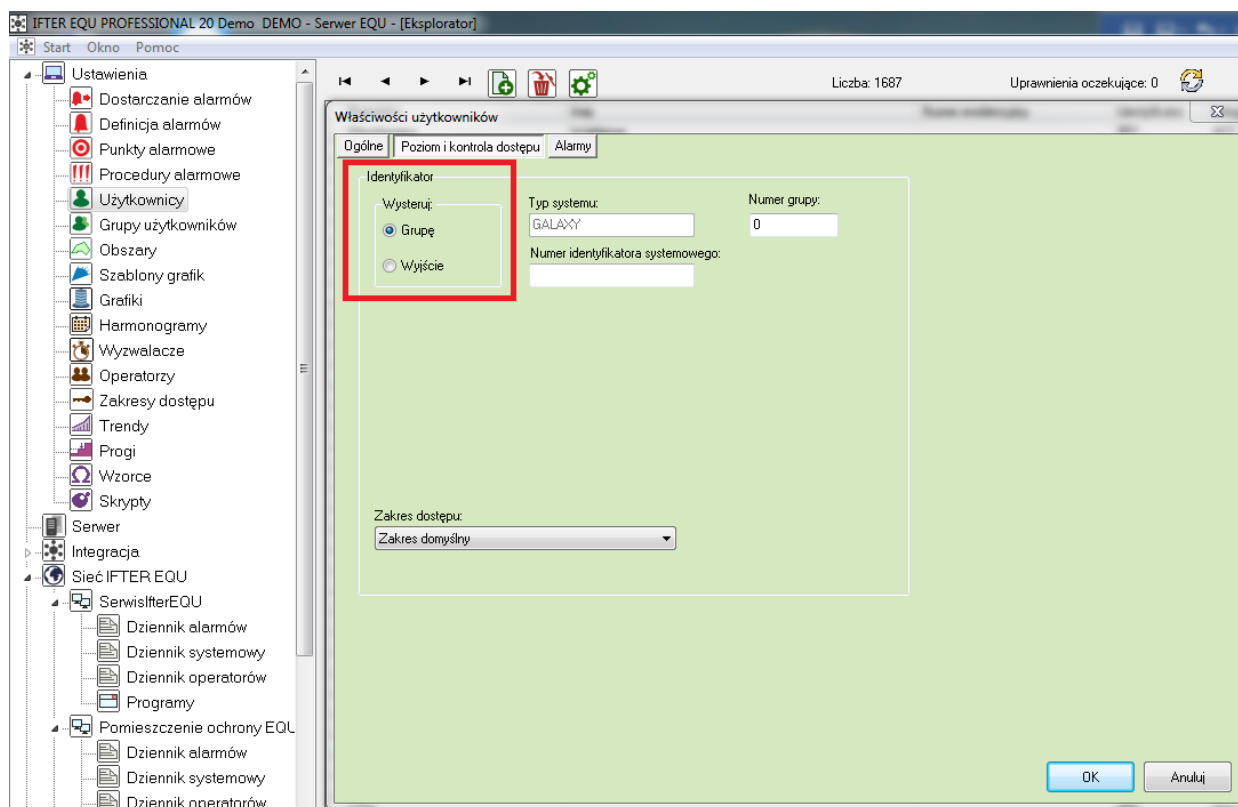 IFTER EQU PROFESSIONAL 20 Demo DEMO - Serwer EQU - [Eksplorator]
Start Okno Pomoc
Ustawienia
Dostarczanie alarmów
Definicja alarmów
Punkty alarmowe
Procedury alarmowe
Użytkownicy
Grupy użytkowników
Obszary
Szablony grafik
Grafiki
Harmonogramy
Wyzwalacze
Operatorzy
Zakresy dostępu
Trendy
Progi
Wzorce
Skrypty
Serwer
Integracja
Sieć IFTER EQU
SerwisIfterEQU
Dziennik alarmów
Dziennik systemowy
Dziennik operatorów
Programy
Pomieszczenie ochrony EQU
Dziennik alarmów
Dziennik systemowy
Dziennik operatorów
Liczba: 1687 Uprawnienia oczekujące: 0
Właściwości użytkowników
Ogólne Poziom i kontrola dostępu Alarmy
Identyfikator
Wysteruj: Typ systemu: Numer grupy:
Grupę GALAXY 0
Numer identyfikatora systemowego:
Wyjście
Zakres dostępu:
Zakres domyślny
OK Anuluj